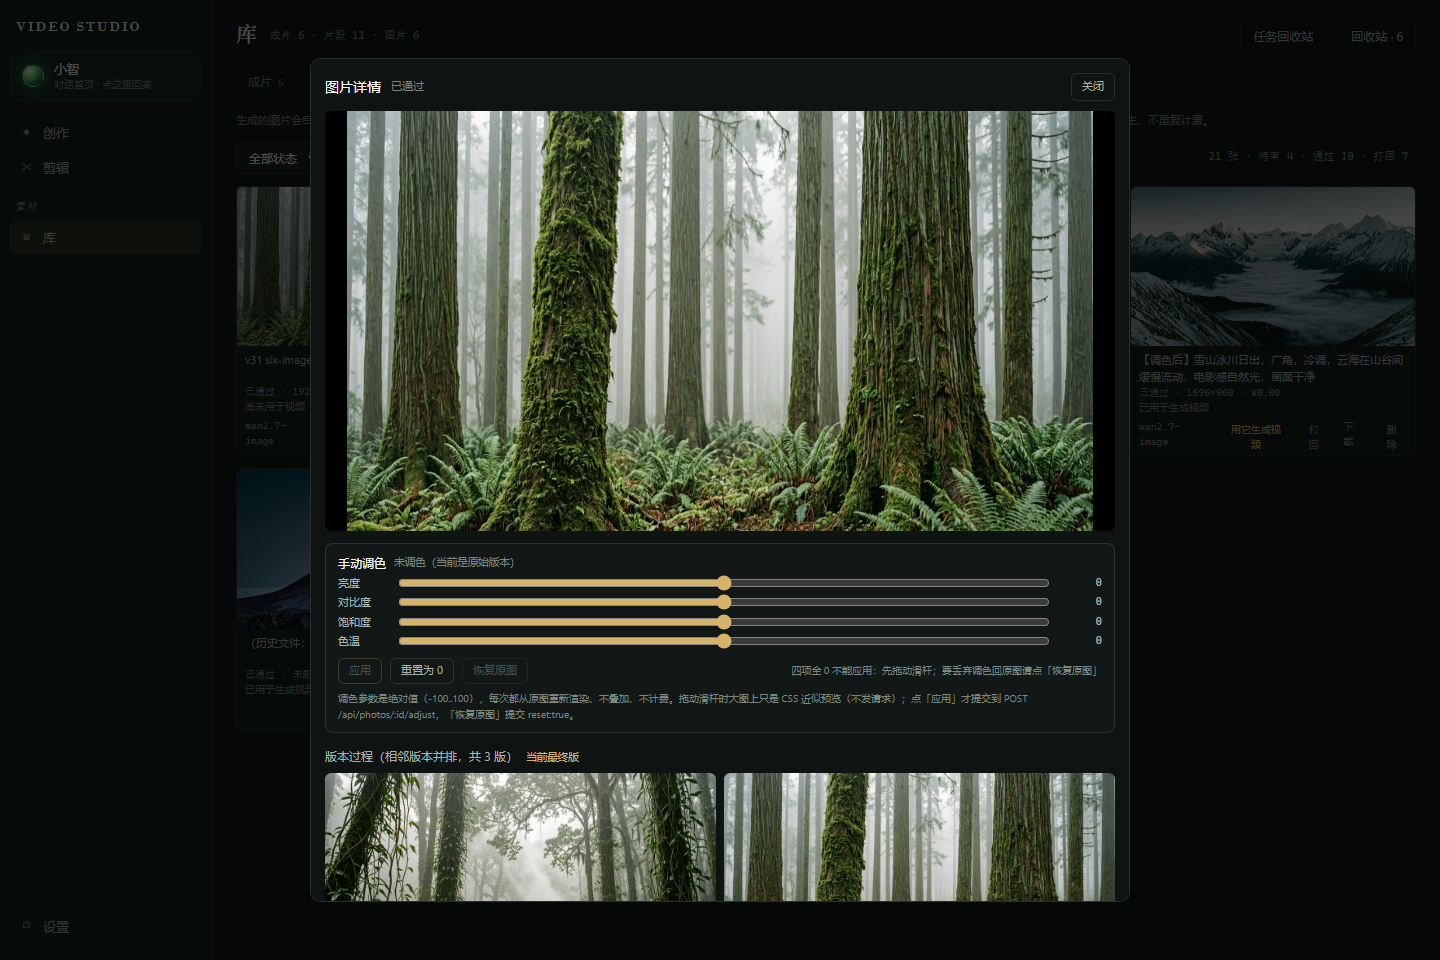 VIDEO STUDIO
小智
对话首页 · 点这里回来
创作
剪辑
素材
库
设置
库 成片 6 · 片段 11 · 图片 6
任务回收站
回收站 · 6
成片 6
生成的图片会自
生。不重复计费。
全部状态
21 张 · 待审 4 · 通过 10 · 打回 7
v31 six-image
已通过 · 192
尚未用于视频
wan2.7-
image
(历史文件:
已用于生成视频
【调色后】雪山冰川日出，广角，冷调，云海在山谷间
缓慢流动，电影感自然光，画面干净
已通过 · 1696×960 · ¥0.00
已用于生成视频
wan2.7-
image
用它生成视
频
打
回
下
载
删
除
图片详情 已通过
关闭
手动调色 未调色（当前是原始版本）
亮度 0
对比度 0
饱和度 0
色温 0
应用 重置为 0 恢复原图 四项全 0 不能应用：先拖动滑杆；要丢弃调色回原图请点「恢复原图」
调色参数是绝对值（-100..100），每次都从原图重新渲染、不叠加、不计费。拖动滑杆时大图上只是 CSS 近似预览（不发请求）；点「应用」才提交到 POST
/api/photos/:id/adjust，「恢复原图」提交 reset:true。
版本过程（相邻版本并排，共 3 版） 当前最终版